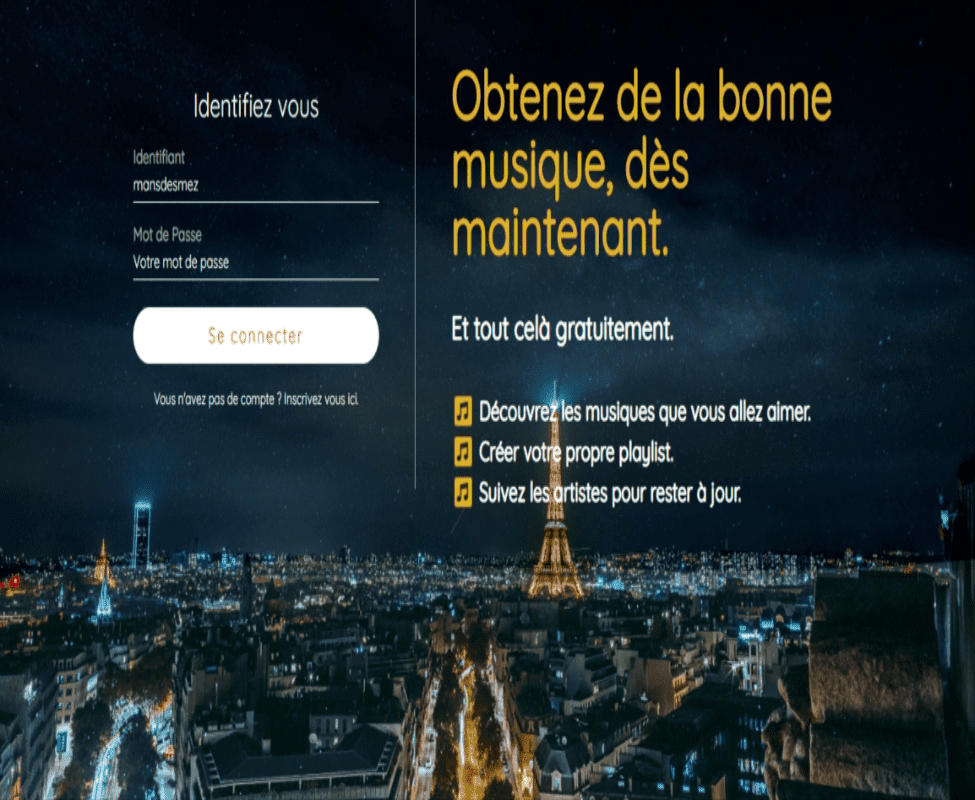 Identifiez vous
Identifiant
mansdesmez
Mot de Passe
Votre mot de passe
Se connecter
Vous n'avez pas de compte ? Inscrivez vous ici.
Obtenez de la bonne
musique, dès
maintenant.
Et tout celà gratuitement.
Découvrez les musiques que vous allez aimer.
Créer votre propre playlist.
Suivez les artistes pour rester à jour.